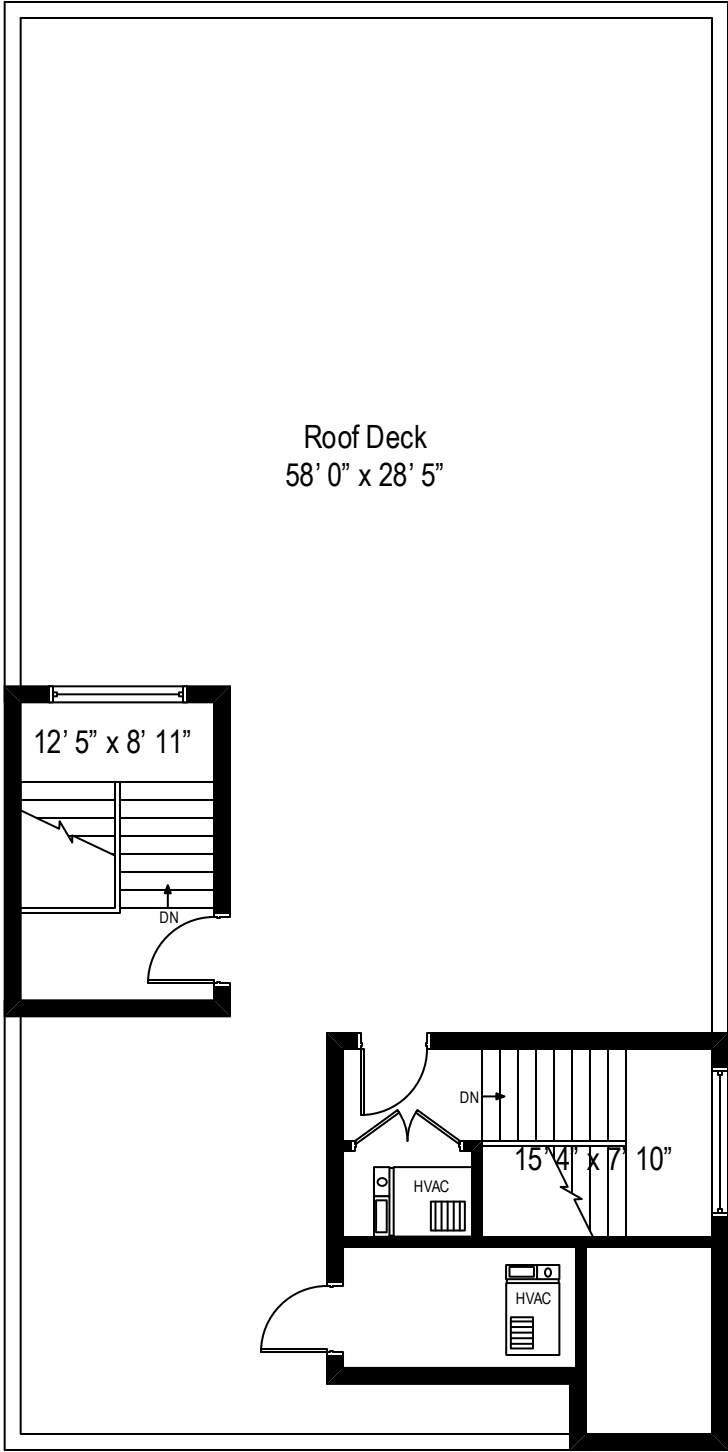 Roof Deck
58’ 0” x 28’ 5”
12’ 5” x 8’ 11”
DN
DN
15’ 4” x 7’ 10”
HVAC
HVAC